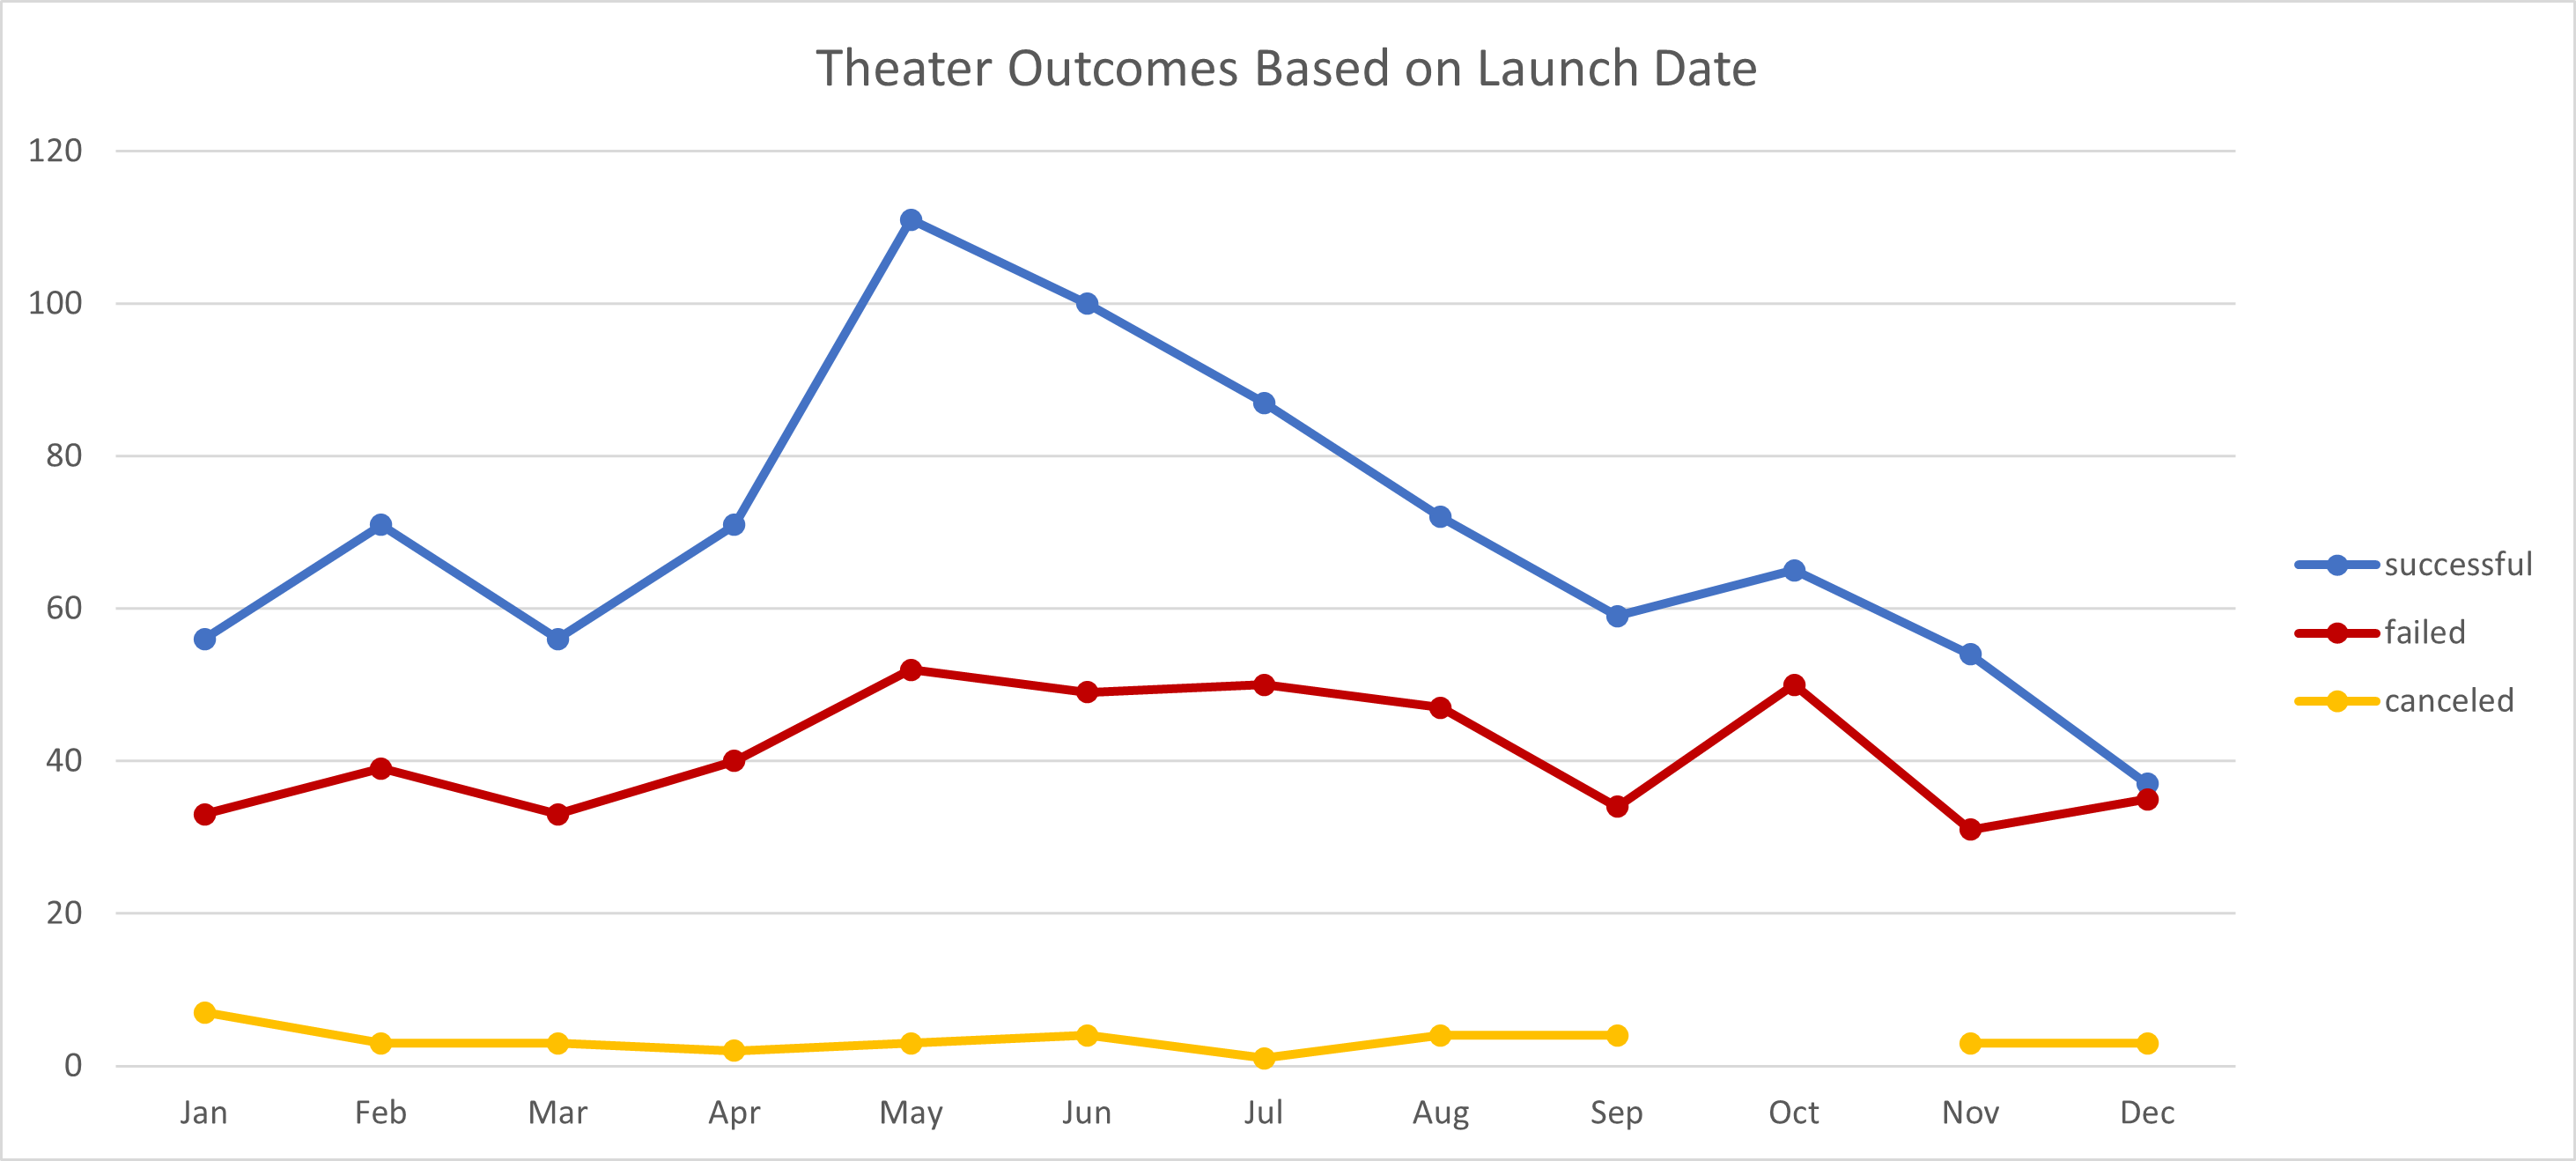 Theater Outcomes Based on Launch Date
120
100
80
60
40
20
0
Jan Feb Mar Apr May Jun Jul Aug Sep Oct Nov Dec
successful
failed
canceled